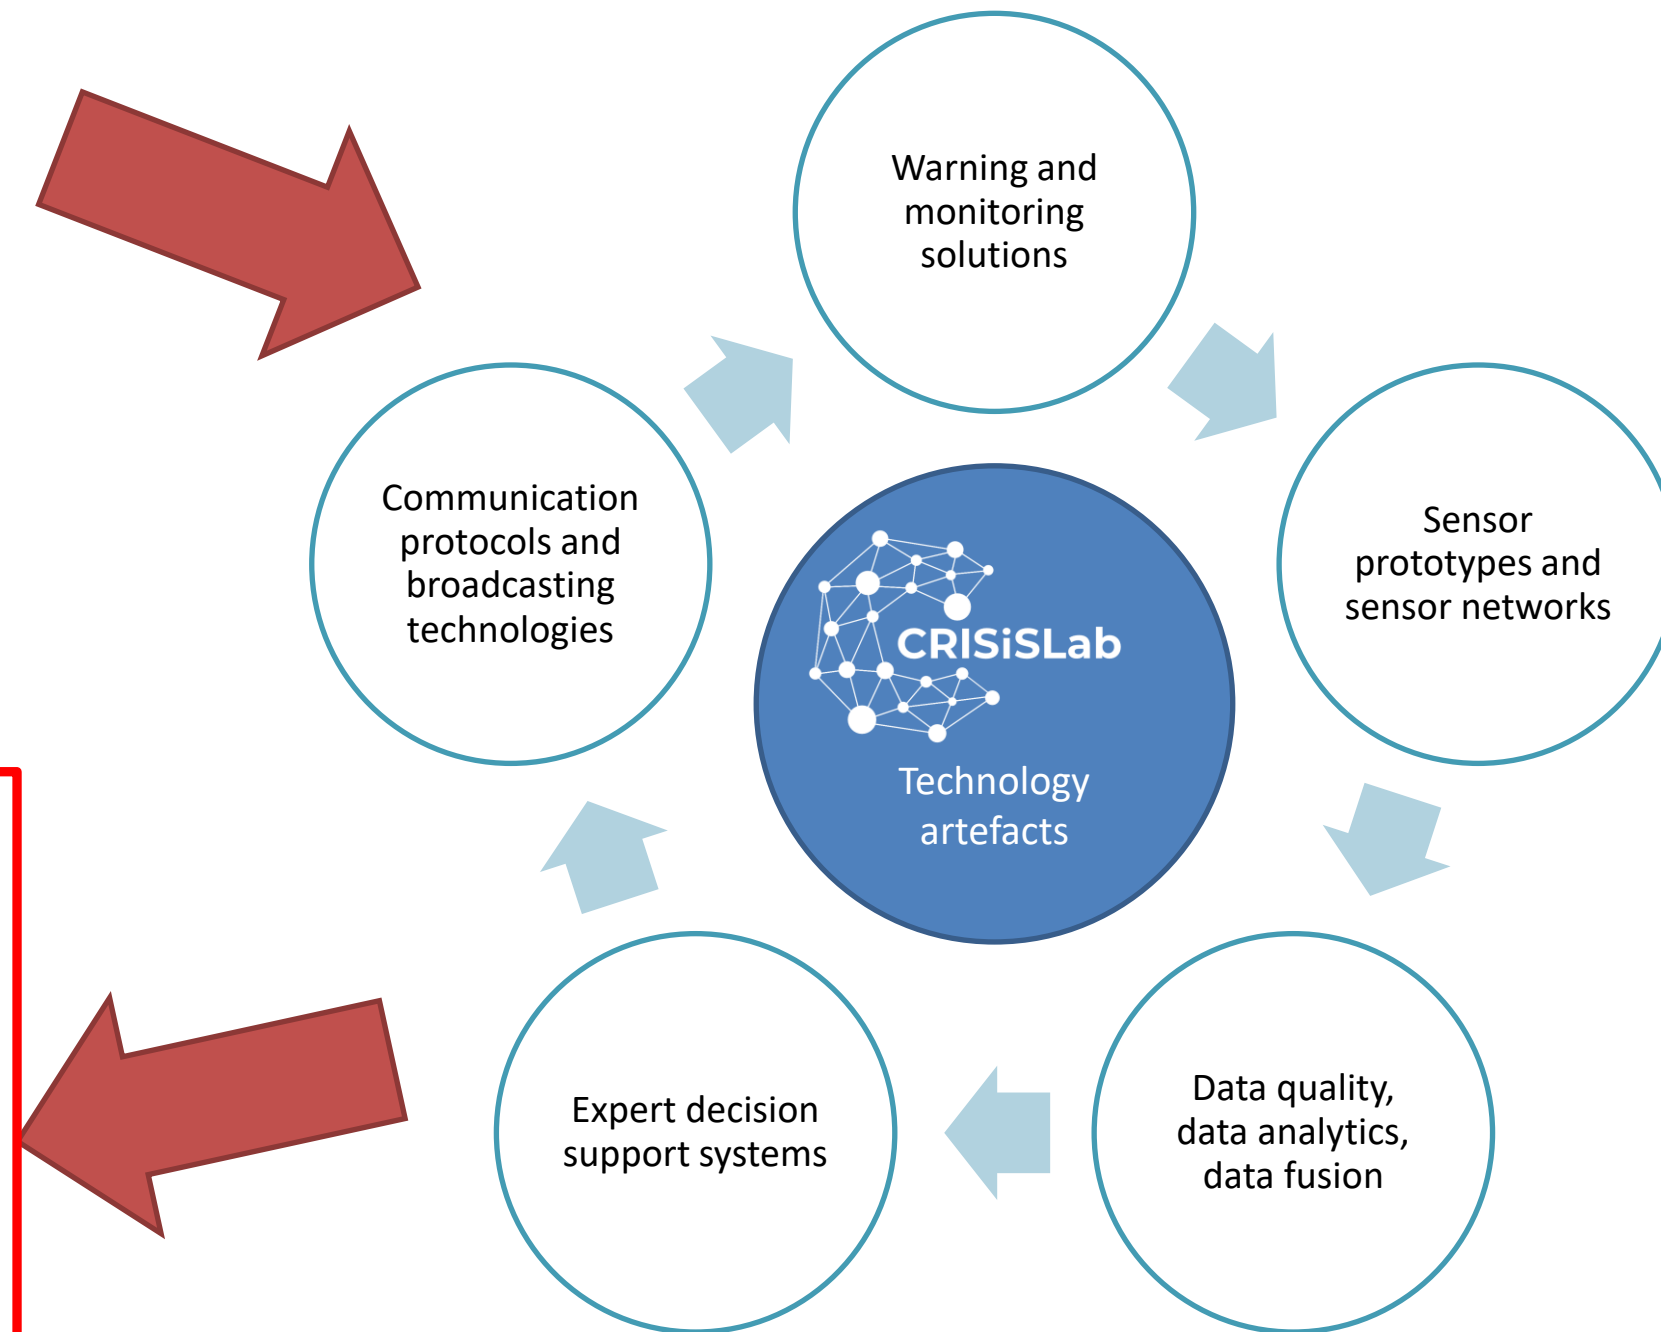 Warning and
monitoring
solutions
Sensor
prototypes and
sensor networks
Data quality,
data analytics,
data fusion
Expert decision
support systems
Communication
protocols and
broadcasting
technologies
CRISiSLab
Technology
artefacts